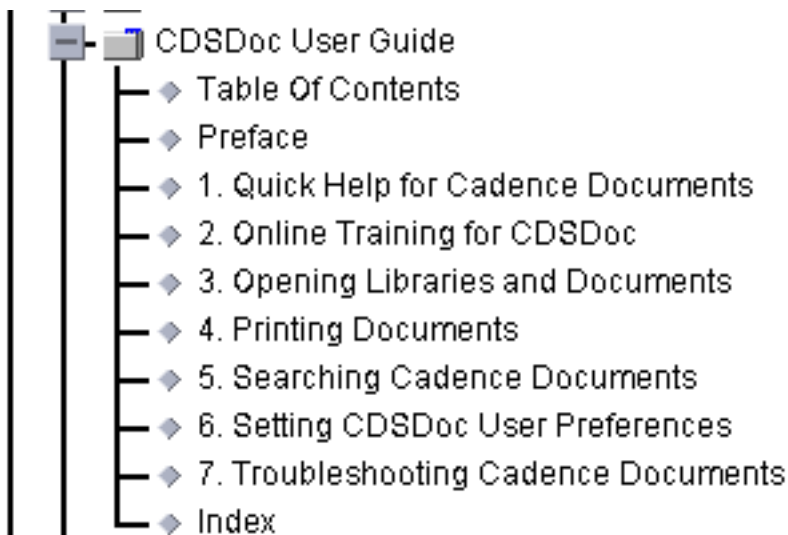 CDSDoc User Guide
Table Of Contents
Preface
1. Quick Help for Cadence Documents
2. Online Training for CDSDoc
3. Opening Libraries and Documents
4. Printing Documents
5. Searching Cadence Documents
6. Setting CDSDoc User Preferences
7. Troubleshooting Cadence Documents
Index